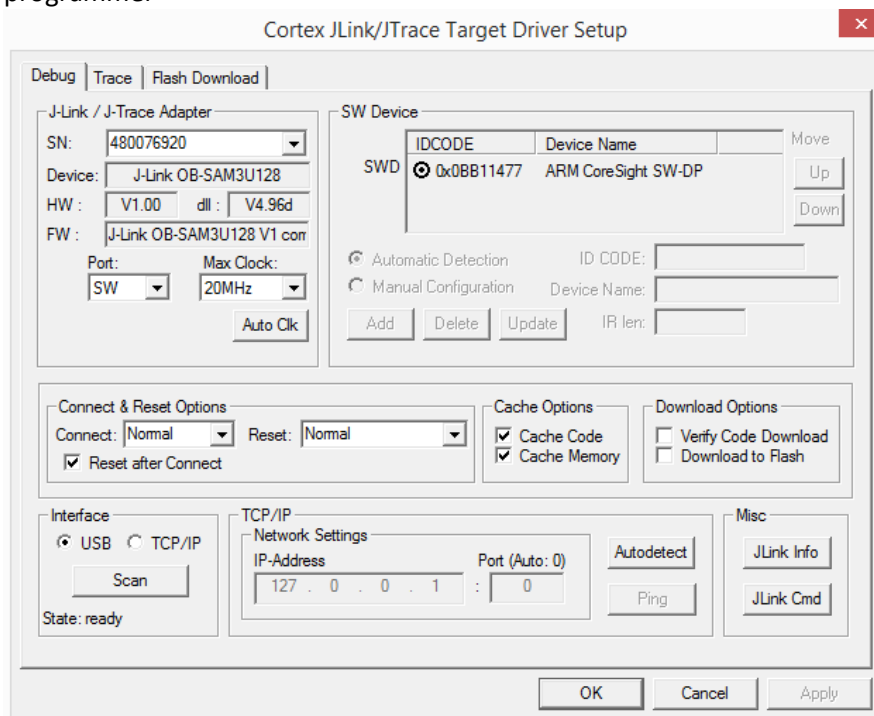 programmer
Cortex JLink/JTrace Target Driver Setup
Debug Trace Flash Download
J-Link / J-Trace Adapter
SN: 480076920
Device: J-Link OB-SAM3U128
HW : V1.00 dll : V4.96d
FW : J-Link OB-SAM3U128 V1 com
Port: Max Clock:
SW 20MHz
Auto Clk
SW Device
IDCODE Device Name Move
SWD 0x0BB11477 ARM CoreSight SW-DP Up
Down
Automatic Detection ID CODE:
Manual Configuration Device Name:
Add Delete Update IR len:
Connect & Reset Options
Connect: Normal Reset: Normal
Reset after Connect
Cache Options
Cache Code
Cache Memory
Download Options
Verify Code Download
Download to Flash
Interface
USB TCP/IP
Scan
State: ready
TCP/IP
Network Settings
IP-Address Port (Auto: 0)
127 . 0 . 0 . 1 : 0
Autodetect
Ping
Misc
JLink Info
JLink Cmd
OK Cancel Apply